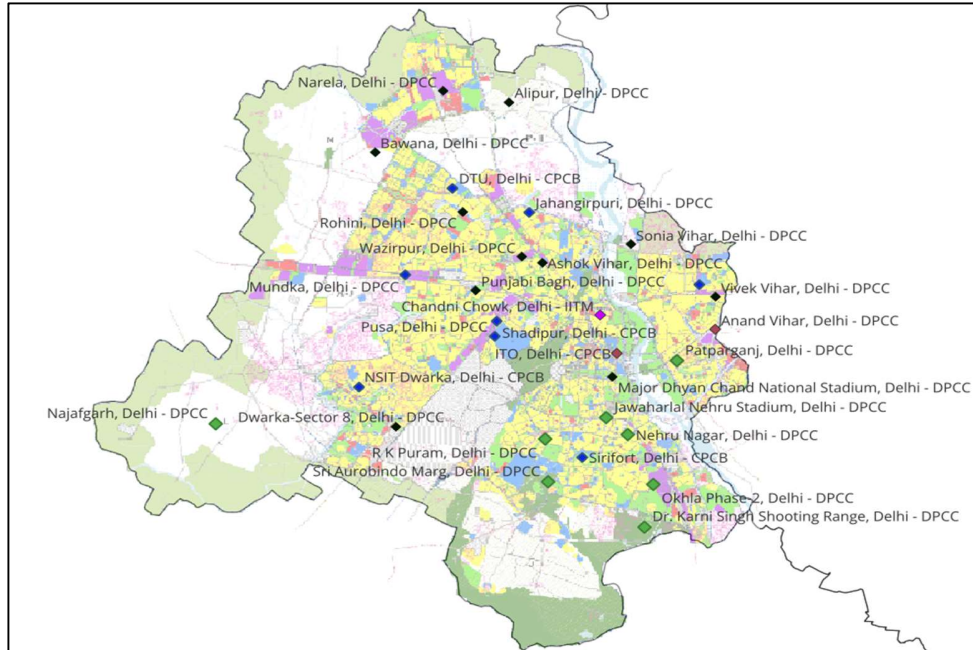 Narela, Delhi - DPCC
Alipur, Delhi - DPCC
Bawana, Delhi - DPCC
DTU, Delhi - CPCB
Jahangirpuri, Delhi - DPCC
Rohini, Delhi - DPCC
Sonia Vihar, Delhi - DPCC
Wazirpur, Delhi - DPCC
Ashok Vihar, Delhi - DPCC
Mundka, Delhi - DPCC
Punjabi Bagh, Delhi - DPCC
Vivek Vihar, Delhi - DPCC
Chandni Chowk, Delhi - IITM
Anand Vihar, Delhi - DPCC
Pusa, Delhi - DPCC
Shadipur, Delhi - CPCB
ITO, Delhi - CPCB
Patparganj, Delhi - DPCC
NSIT Dwarka, Delhi - CPCB
Major Dhyan Chand National Stadium, Delhi - DPCC
Najafgarh, Delhi - DPCC
Dwarka-Sector 8, Delhi - DPCC
Jawaharlal Nehru Stadium, Delhi - DPCC
Nehru Nagar, Delhi - DPCC
R K Puram, Delhi - DPCC
Sirifort, Delhi - CPCB
Sri Aurobindo Marg, Delhi - DPCC
Okhla Phase-2, Delhi - DPCC
Dr. Karni Singh Shooting Range, Delhi - DPCC